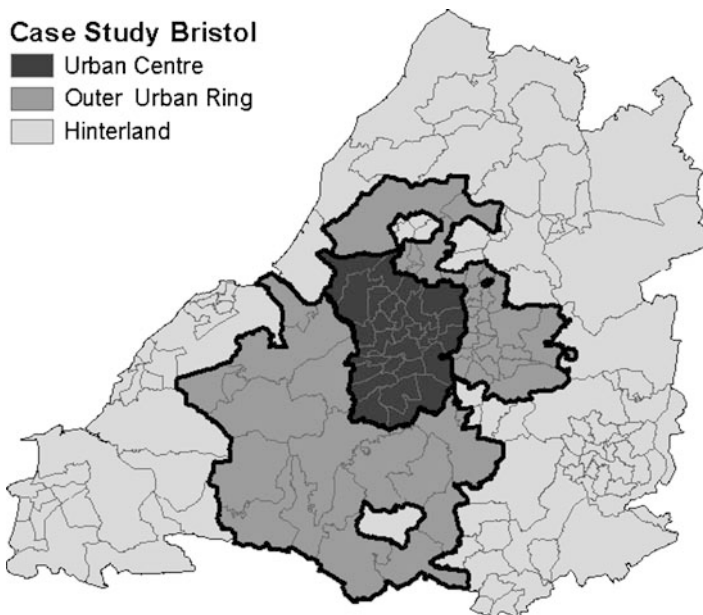 Case Study Bristol
Urban Centre
Outer Urban Ring
Hinterland